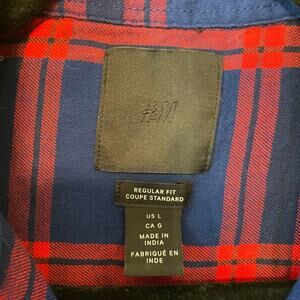 H&M
REGULAR FIT
COUPE STANDARD
US L
CA G
MADE IN
INDIA
FABRIQUÉ EN
INDE